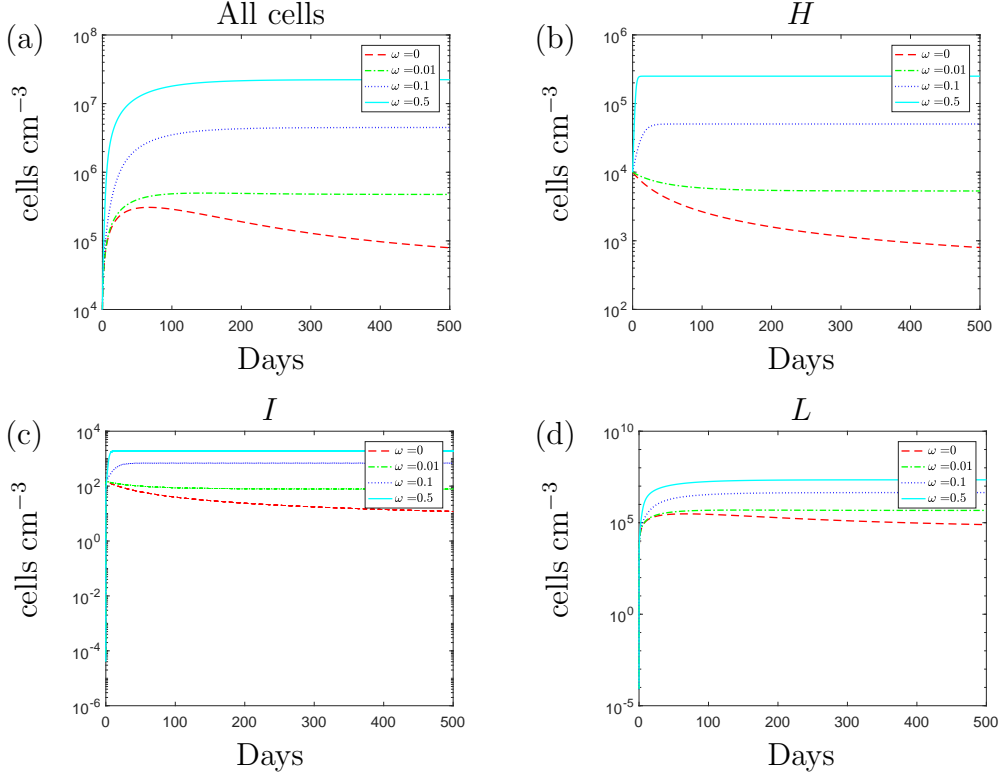 (a)
All cells
10^8
10^7
10^6
10^5
10^4
cells cm^{-3}
0 100 200 300 400 500
Days
ω =0
ω =0.01
ω =0.1
ω =0.5
(b)
H
10^6
10^5
10^4
10^3
10^2
cells cm^{-3}
0 100 200 300 400 500
Days
ω =0
ω =0.01
ω =0.1
ω =0.5
(c)
I
10^4
10^2
10^0
10^{-2}
10^{-4}
10^{-6}
cells cm^{-3}
0 100 200 300 400 500
Days
ω =0
ω =0.01
ω =0.1
ω =0.5
(d)
L
10^{10}
10^5
10^0
10^{-5}
cells cm^{-3}
0 100 200 300 400 500
Days
ω =0
ω =0.01
ω =0.1
ω =0.5